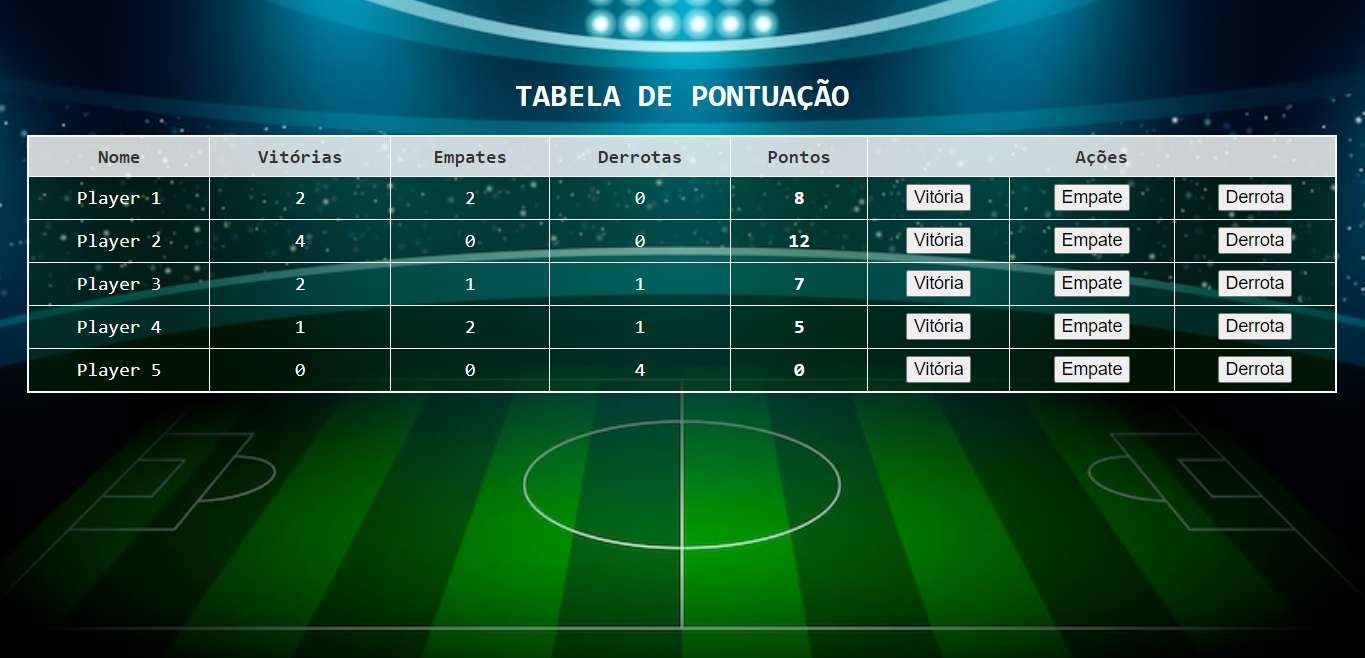 TABELA DE PONTUAÇÃO
Nome Vitórias Empates Derrotas Pontos Ações
Player 1 2 2 0 8 Vitória Empate Derrota
Player 2 4 0 0 12 Vitória Empate Derrota
Player 3 2 1 1 7 Vitória Empate Derrota
Player 4 1 2 1 5 Vitória Empate Derrota
Player 5 0 0 4 0 Vitória Empate Derrota